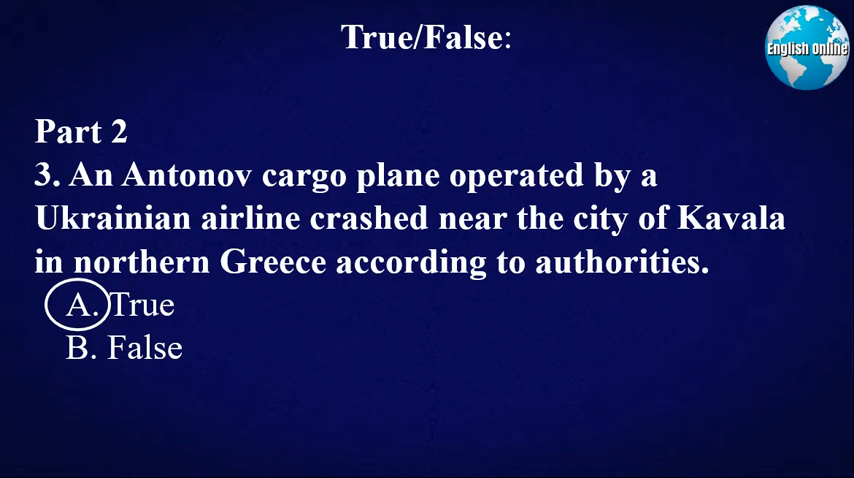 True/False:
English Online
Part 2
3. An Antonov cargo plane operated by a
Ukrainian airline crashed near the city of Kavala
in northern Greece according to authorities.
A. True
B. False